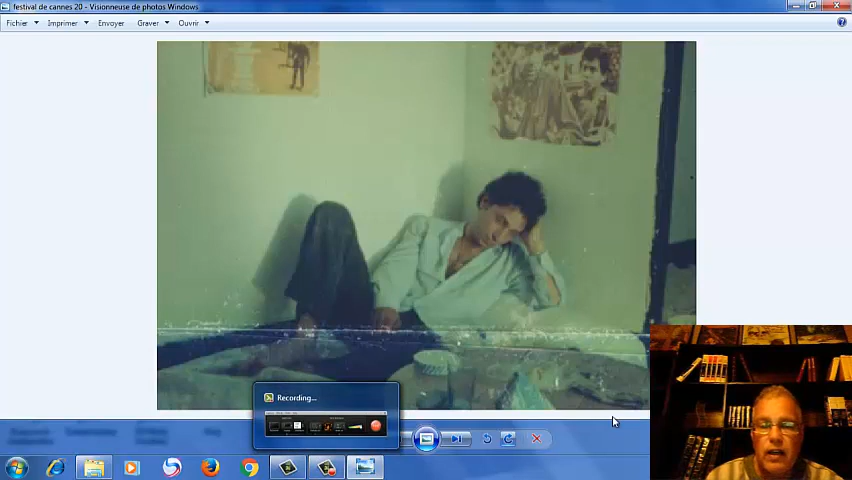 festival de cannes 20 - Visionneuse de photos Windows
Fichier Imprimer Envoyer Graver Ouvrir
Recording...